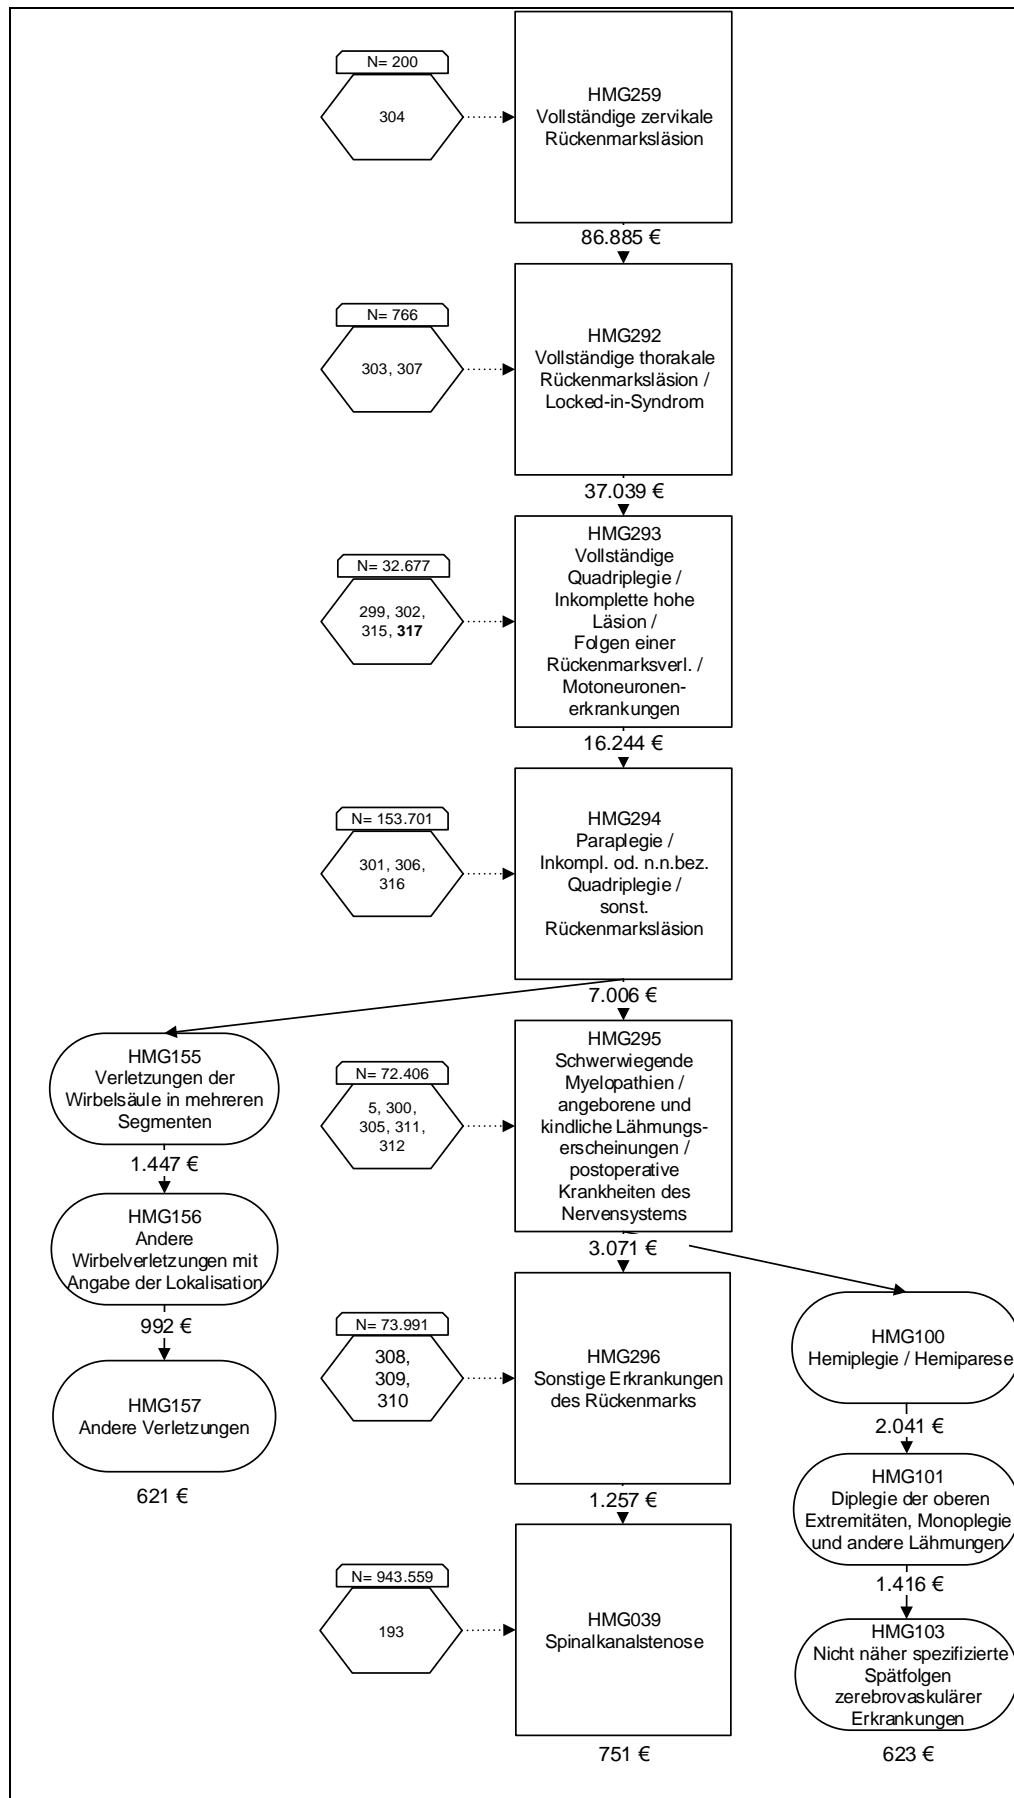 N= 200
304
HMG259
Vollständige zervikale
Rückenmarksläsion
86.885 €
N= 766
303, 307
HMG292
Vollständige thorakale
Rückenmarksläsion /
Locked-in-Syndrom
37.039 €
N= 32.677
299, 302,
315, 317
HMG293
Vollständige
Quadriplegie /
Inkomplette hohe
Läsion /
Folgen einer
Rückenmarksverl. /
Motoneuronen-
erkrankungen
16.244 €
N= 153.701
301, 306,
316
HMG294
Paraplegie /
Inkompl. od. n.n.bez.
Quadriplegie /
sonst.
Rückenmarksläsion
7.006 €
HMG155
Verletzungen der
Wirbelsäule in mehreren
Segmenten
1.447 €
HMG156
Andere
Wirbelverletzungen mit
Angabe der Lokalisation
992 €
HMG157
Andere Verletzungen
621 €
N= 72.406
5, 300,
305, 311,
312
HMG295
Schwerwiegende
Myelopathien /
angeborene und
kindliche Lähmungs-
erscheinungen /
postoperative
Krankheiten des
Nervensystems
3.071 €
N= 73.991
308,
309,
310
HMG296
Sonstige Erkrankungen
des Rückenmarks
1.257 €
N= 943.559
193
HMG039
Spinalkanalstenose
751 €
HMG100
Hemiplegie / Hemiparese
2.041 €
HMG101
Diplegie der oberen
Extremitäten, Monoplegie
und andere Lähmungen
1.416 €
HMG103
Nicht näher spezifizierte
Spätfolgen
zerebrovaskulärer
Erkrankungen
623 €